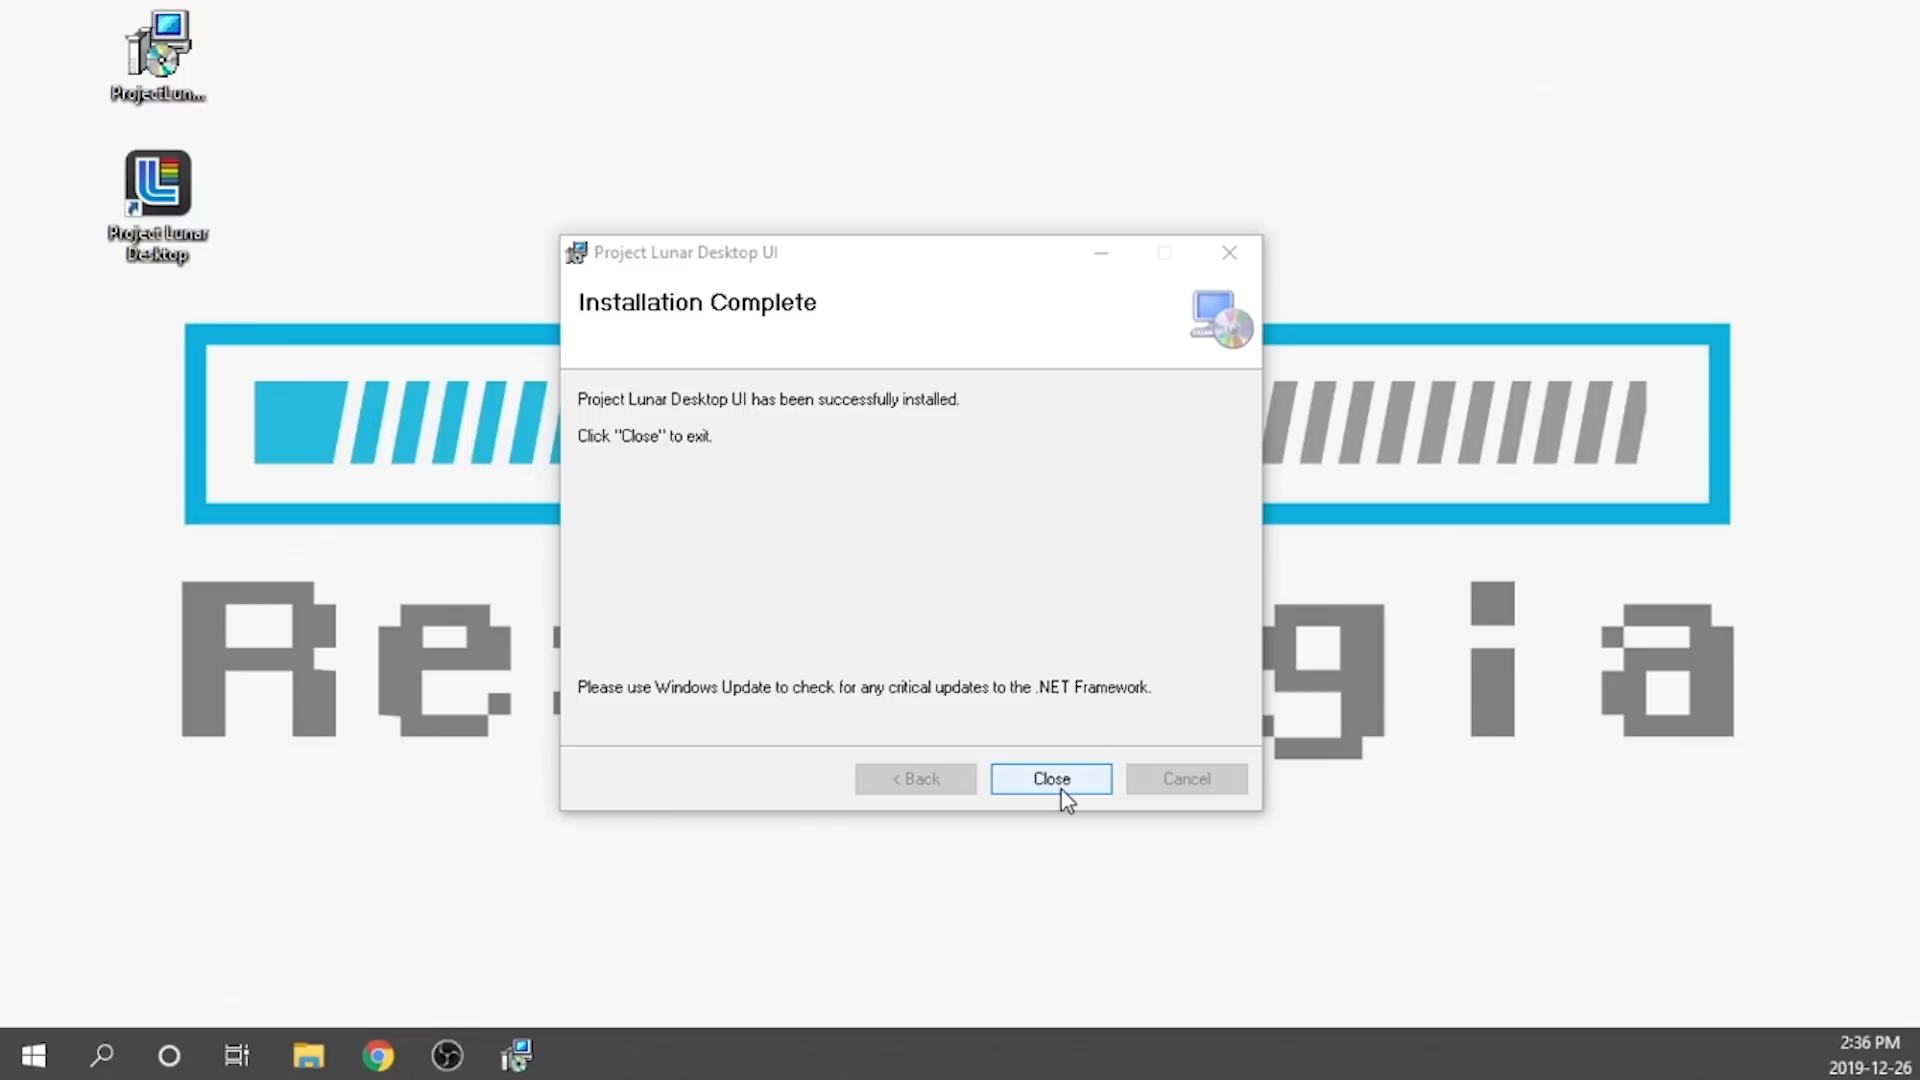 ProjectLun...
Project Lunar
Desktop
Project Lunar Desktop UI
Installation Complete
Project Lunar Desktop UI has been successfully installed.
Click "Close" to exit.
Please use Windows Update to check for any critical updates to the .NET Framework.
< Back
Close
Cancel
Re
gia
2:36 PM
2019-12-26